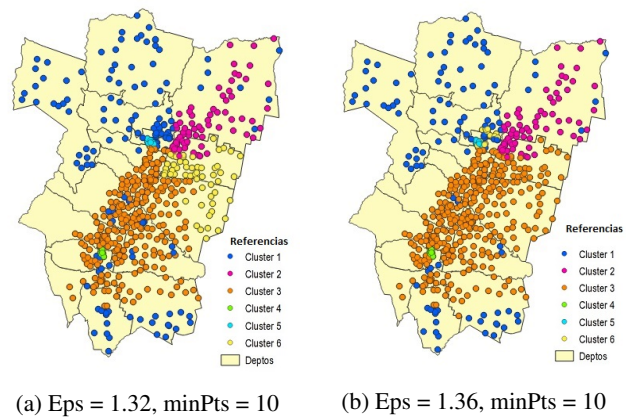 Referencias
Cluster 1
Cluster 2
Cluster 3
Cluster 4
Cluster 5
Cluster 6
Deptos
(a) Eps = 1.32, minPts = 10
Referencias
Cluster 1
Cluster 2
Cluster 3
Cluster 4
Cluster 5
Cluster 6
Deptos
(b) Eps = 1.36, minPts = 10